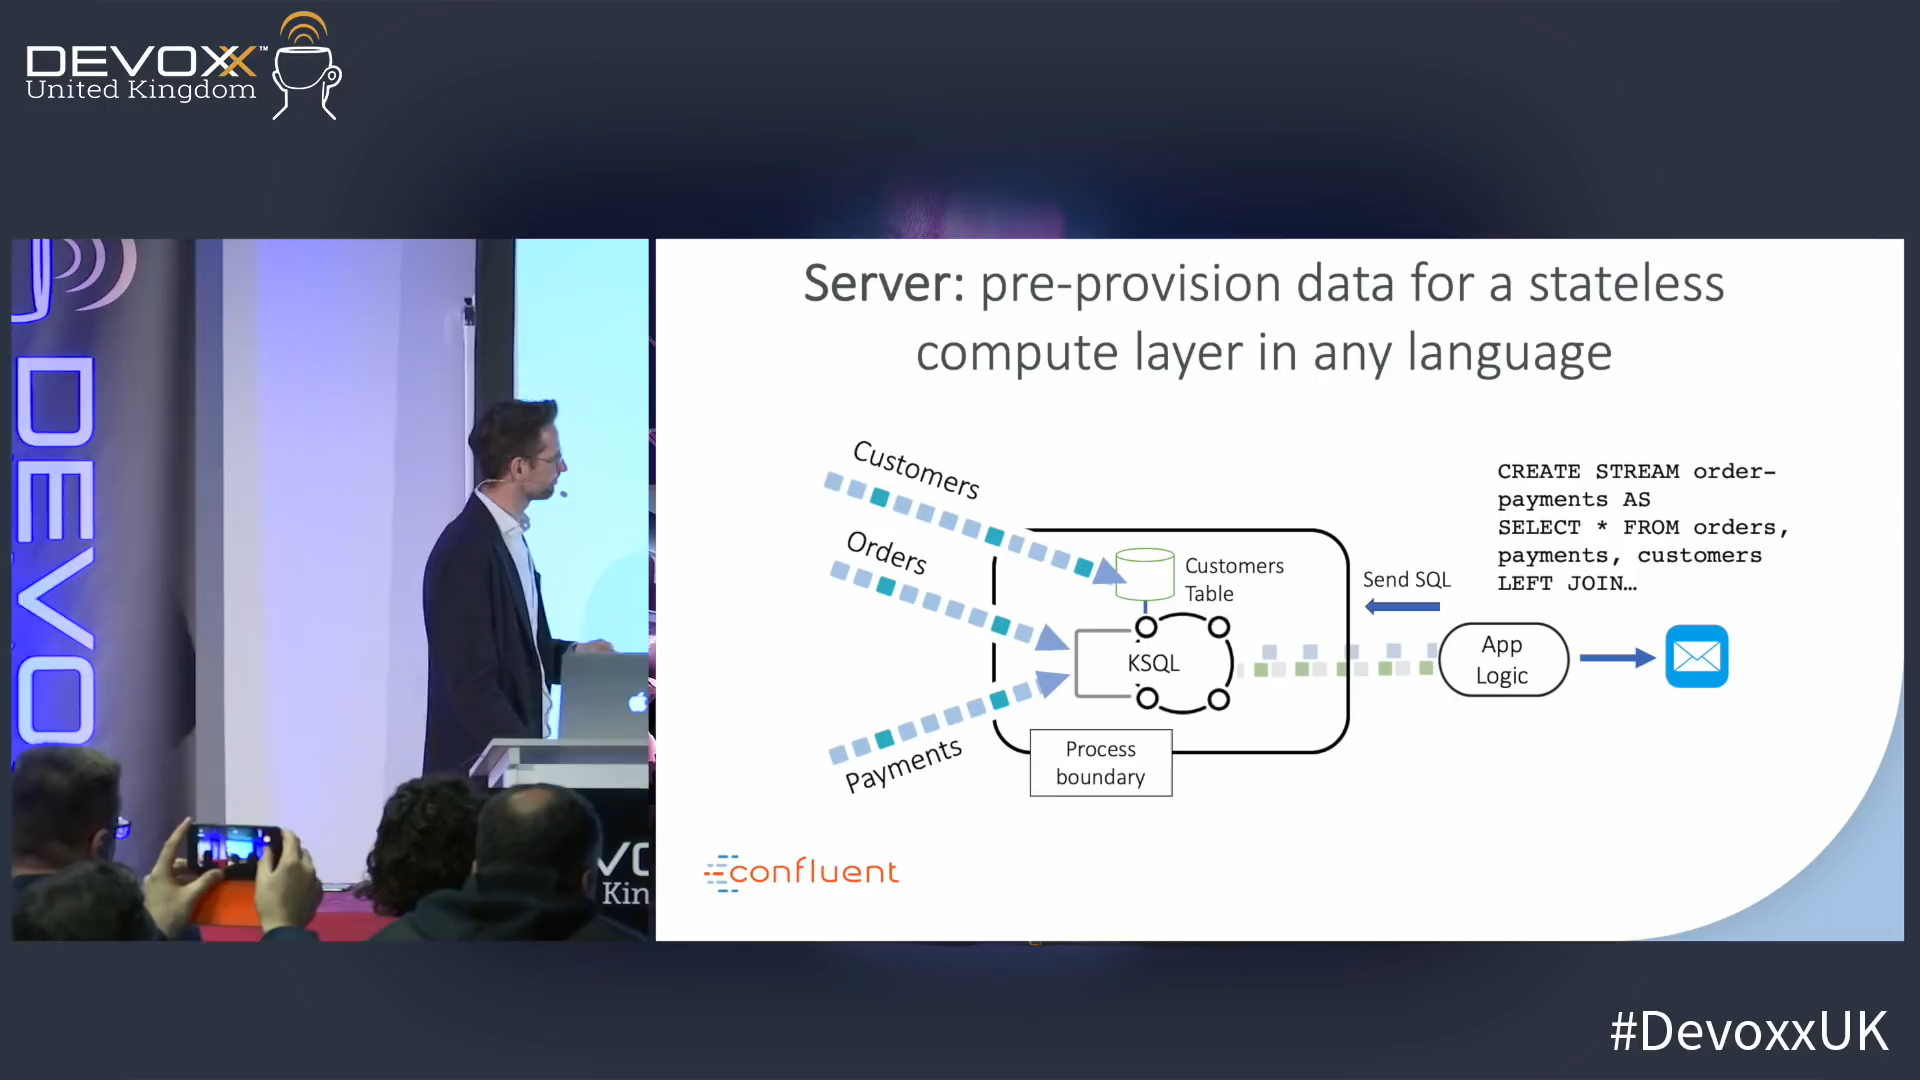 DEVOXX™
United Kingdom
DEVO
VO
Kin
Server: pre-provision data for a stateless
compute layer in any language
Customers
Orders
Payments
Customers
Table
KSQL
Process
boundary
Send SQL
CREATE STREAM order-
payments AS
SELECT * FROM orders,
payments, customers
LEFT JOIN…
App
Logic
confluent
#DevoxxUK